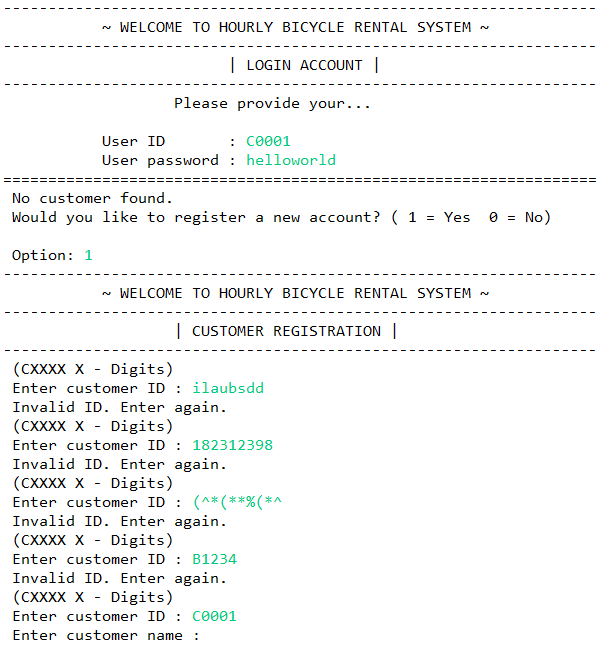 ~ WELCOME TO HOURLY BICYCLE RENTAL SYSTEM ~
| LOGIN ACCOUNT |
Please provide your...
User ID : C0001
User password : helloworld
No customer found.
Would you like to register a new account? ( 1 = Yes 0 = No)
Option: 1
~ WELCOME TO HOURLY BICYCLE RENTAL SYSTEM ~
| CUSTOMER REGISTRATION |
(CXXXX X - Digits)
Enter customer ID : ilaubsdd
Invalid ID. Enter again.
(CXXXX X - Digits)
Enter customer ID : 182312398
Invalid ID. Enter again.
(CXXXX X - Digits)
Enter customer ID : (^*(**%(*^
Invalid ID. Enter again.
(CXXXX X - Digits)
Enter customer ID : B1234
Invalid ID. Enter again.
(CXXXX X - Digits)
Enter customer ID : C0001
Enter customer name :